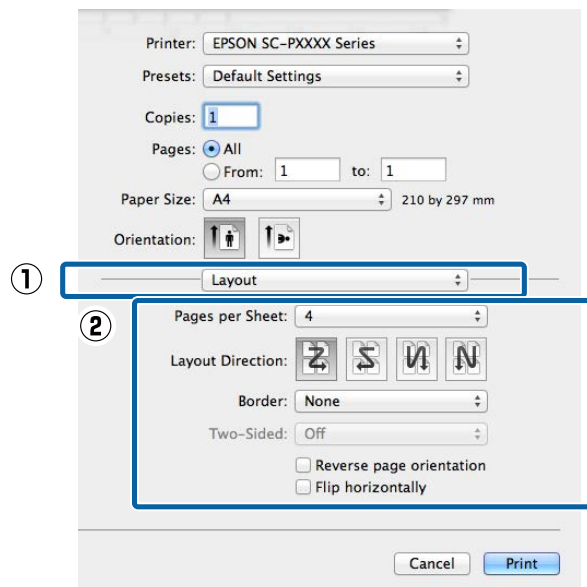 Printer: EPSON SC-PXXXX Series
Presets: Default Settings
Copies: 1
Pages: All
From: 1 to: 1
Paper Size: A4 210 by 297 mm
Orientation:
① Layout
②
Pages per Sheet: 4
Layout Direction:
Border: None
Two-Sided: Off
Reverse page orientation
Flip horizontally
Cancel Print